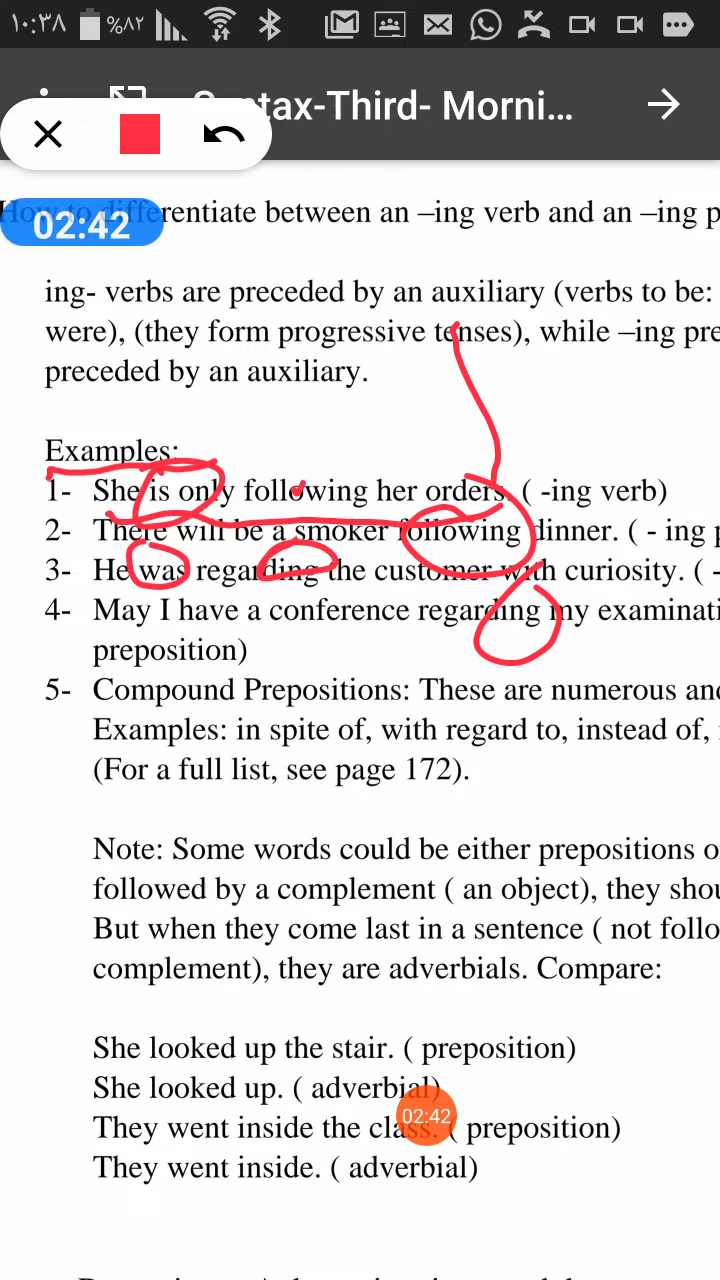 ١٠:٣٨ %٨٢
Syntax-Third- Morni...
02:42
How to differentiate between an –ing verb and an –ing p
ing- verbs are preceded by an auxiliary (verbs to be:
were), (they form progressive tenses), while –ing pre
preceded by an auxiliary.
Examples:
1- She is only following her orders. ( -ing verb)
2- There will be a smoker following dinner. ( - ing p
3- He was regarding the customer with curiosity. ( -
4- May I have a conference regarding my examinati
preposition)
5- Compound Prepositions: These are numerous and
Examples: in spite of, with regard to, instead of,
(For a full list, see page 172).
Note: Some words could be either prepositions o
followed by a complement ( an object), they shou
But when they come last in a sentence ( not follo
complement), they are adverbials. Compare:
She looked up the stair. ( preposition)
She looked up. ( adverbial)
They went inside the class. ( preposition)
02:42
They went inside. ( adverbial)